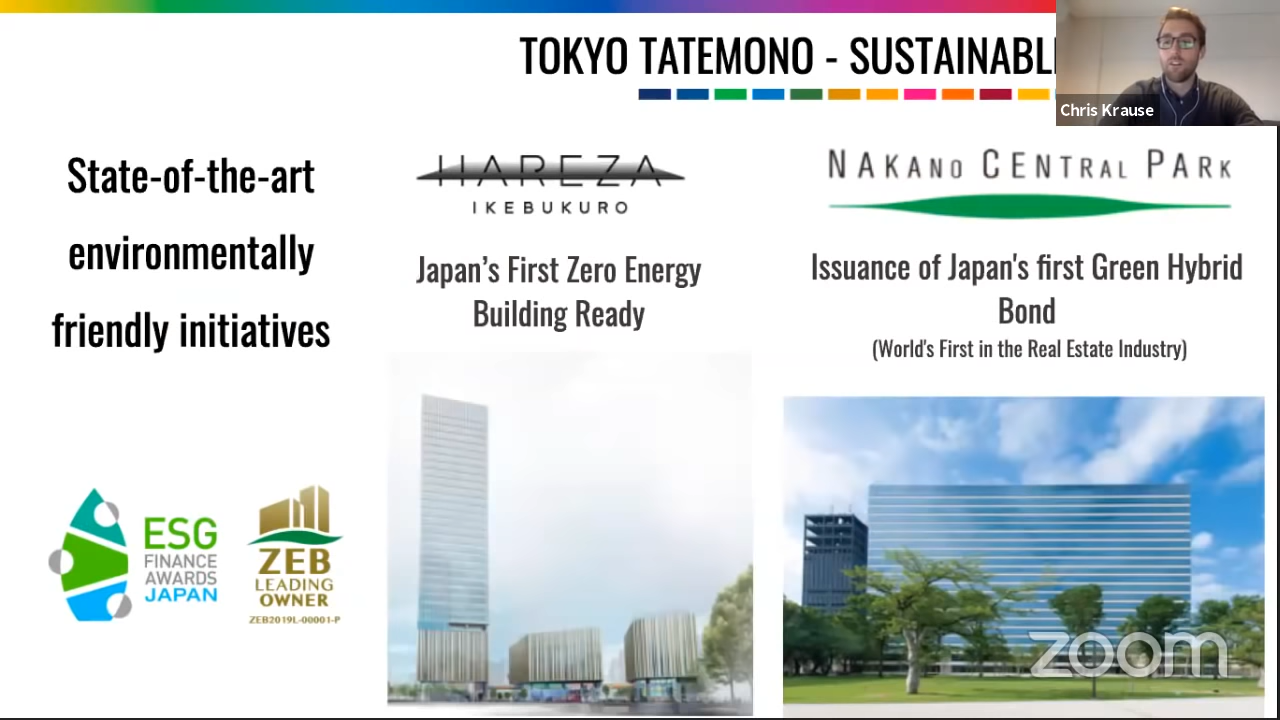 TOKYO TATEMONO - SUSTAINABL
Chris Krause
State-of-the-art
environmentally
friendly initiatives
HAREZA
IKEBUKURO
Japan’s First Zero Energy
Building Ready
NAKANO CENTRAL PARK
Issuance of Japan's first Green Hybrid
Bond
(World's First in the Real Estate Industry)
ESG
FINANCE
AWARDS
JAPAN
ZEB
LEADING
OWNER
ZEB2019L-00001-P
zoom